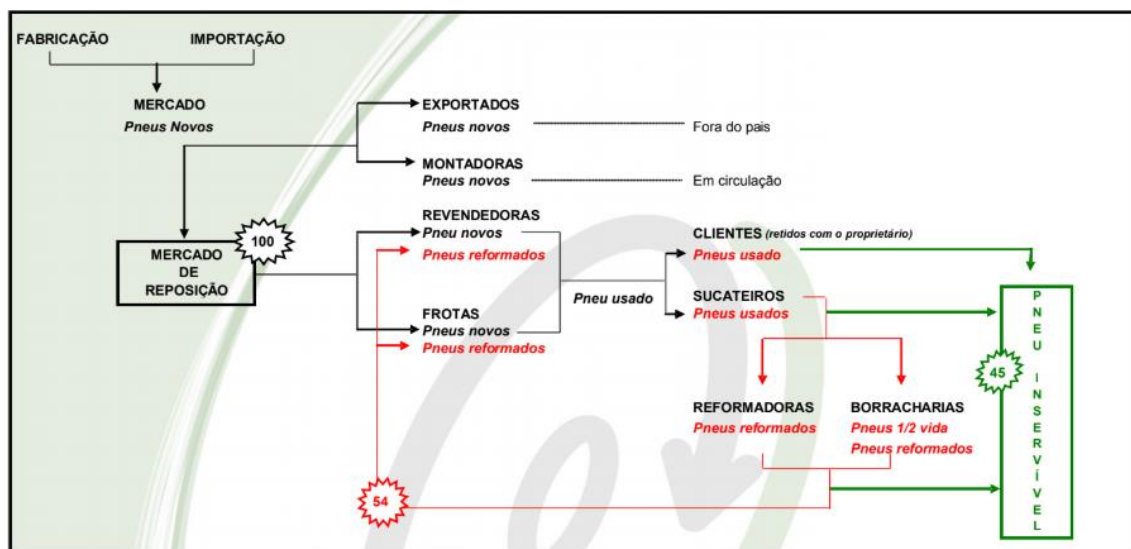 FABRICAÇÃO
IMPORTAÇÃO
MERCADO
Pneus Novos
EXPORTADOS
Pneus novos
Fora do pais
MONTADORAS
Pneus novos
Em circulação
MERCADO
DE
REPOSIÇÃO
100
REVENDEDORAS
Pneu novos
Pneus reformados
FROTAS
Pneus novos
Pneus reformados
Pneu usado
CLIENTES (retidos com o proprietário)
Pneus usado
SUCATEIROS
Pneus usados
REFORMADORAS
Pneus reformados
BORRACHARIAS
Pneus 1/2 vida
Pneus reformados
54
45
PNEU INSERVÍVEL